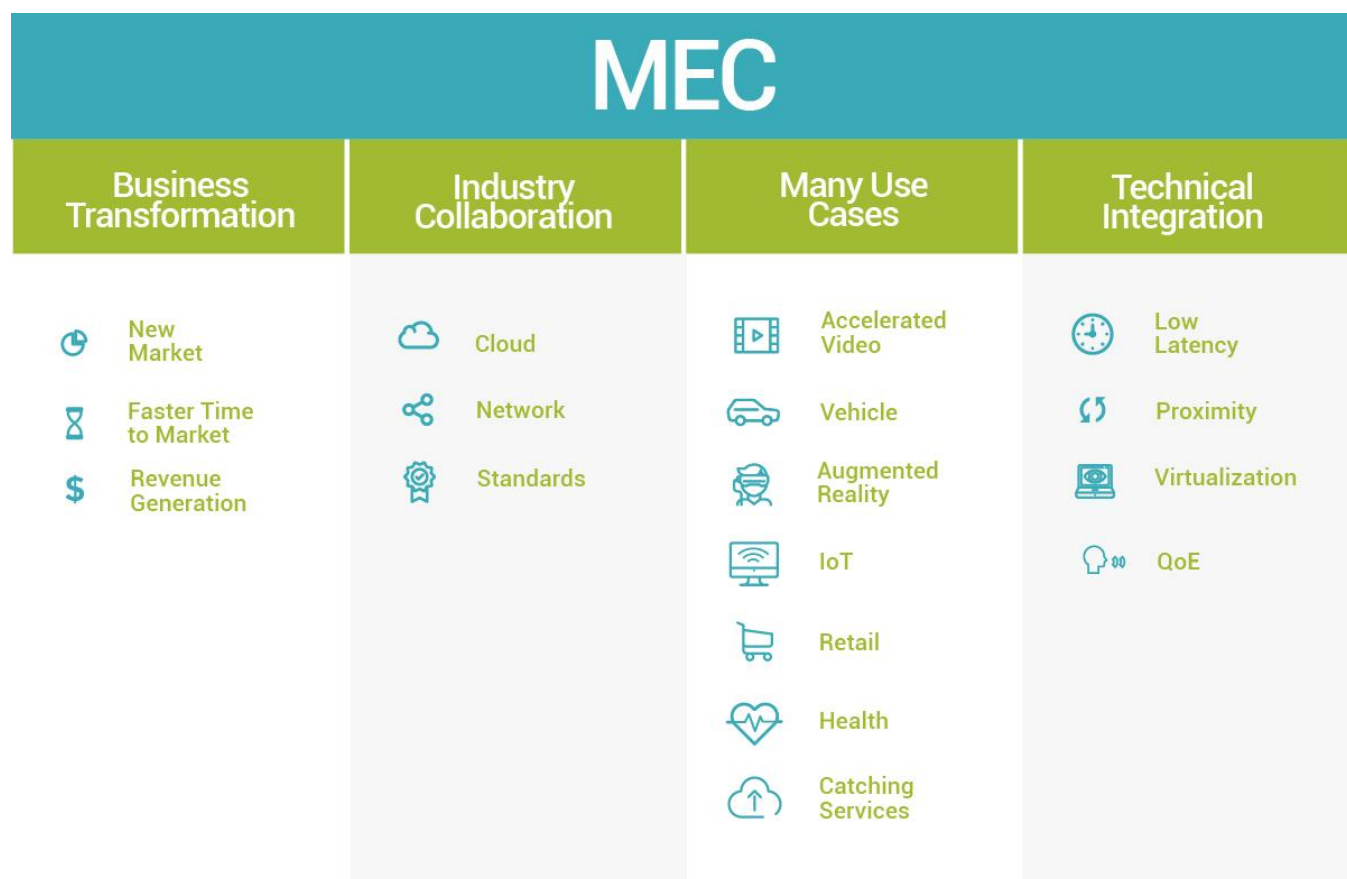 MEC
Business
Transformation
Industry
Collaboration
Many Use
Cases
Technical
Integration
New
Market
Faster Time
to Market
$
Revenue
Generation
Cloud
Network
Standards
Accelerated
Video
Vehicle
Augmented
Reality
IoT
Retail
Health
Catching
Services
Low
Latency
Proximity
Virtualization
QoE